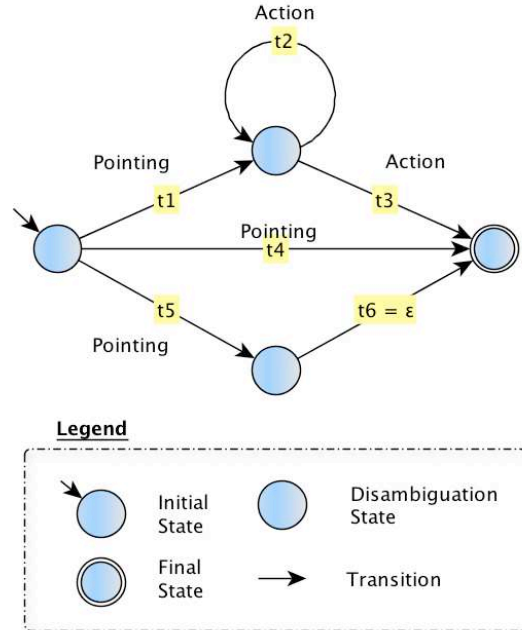 Action
t2
Pointing
Action
t1
t3
Pointing
t4
t5
t6 = ε
Pointing
Legend
Initial
State
Disambiguation
State
Final
State
Transition